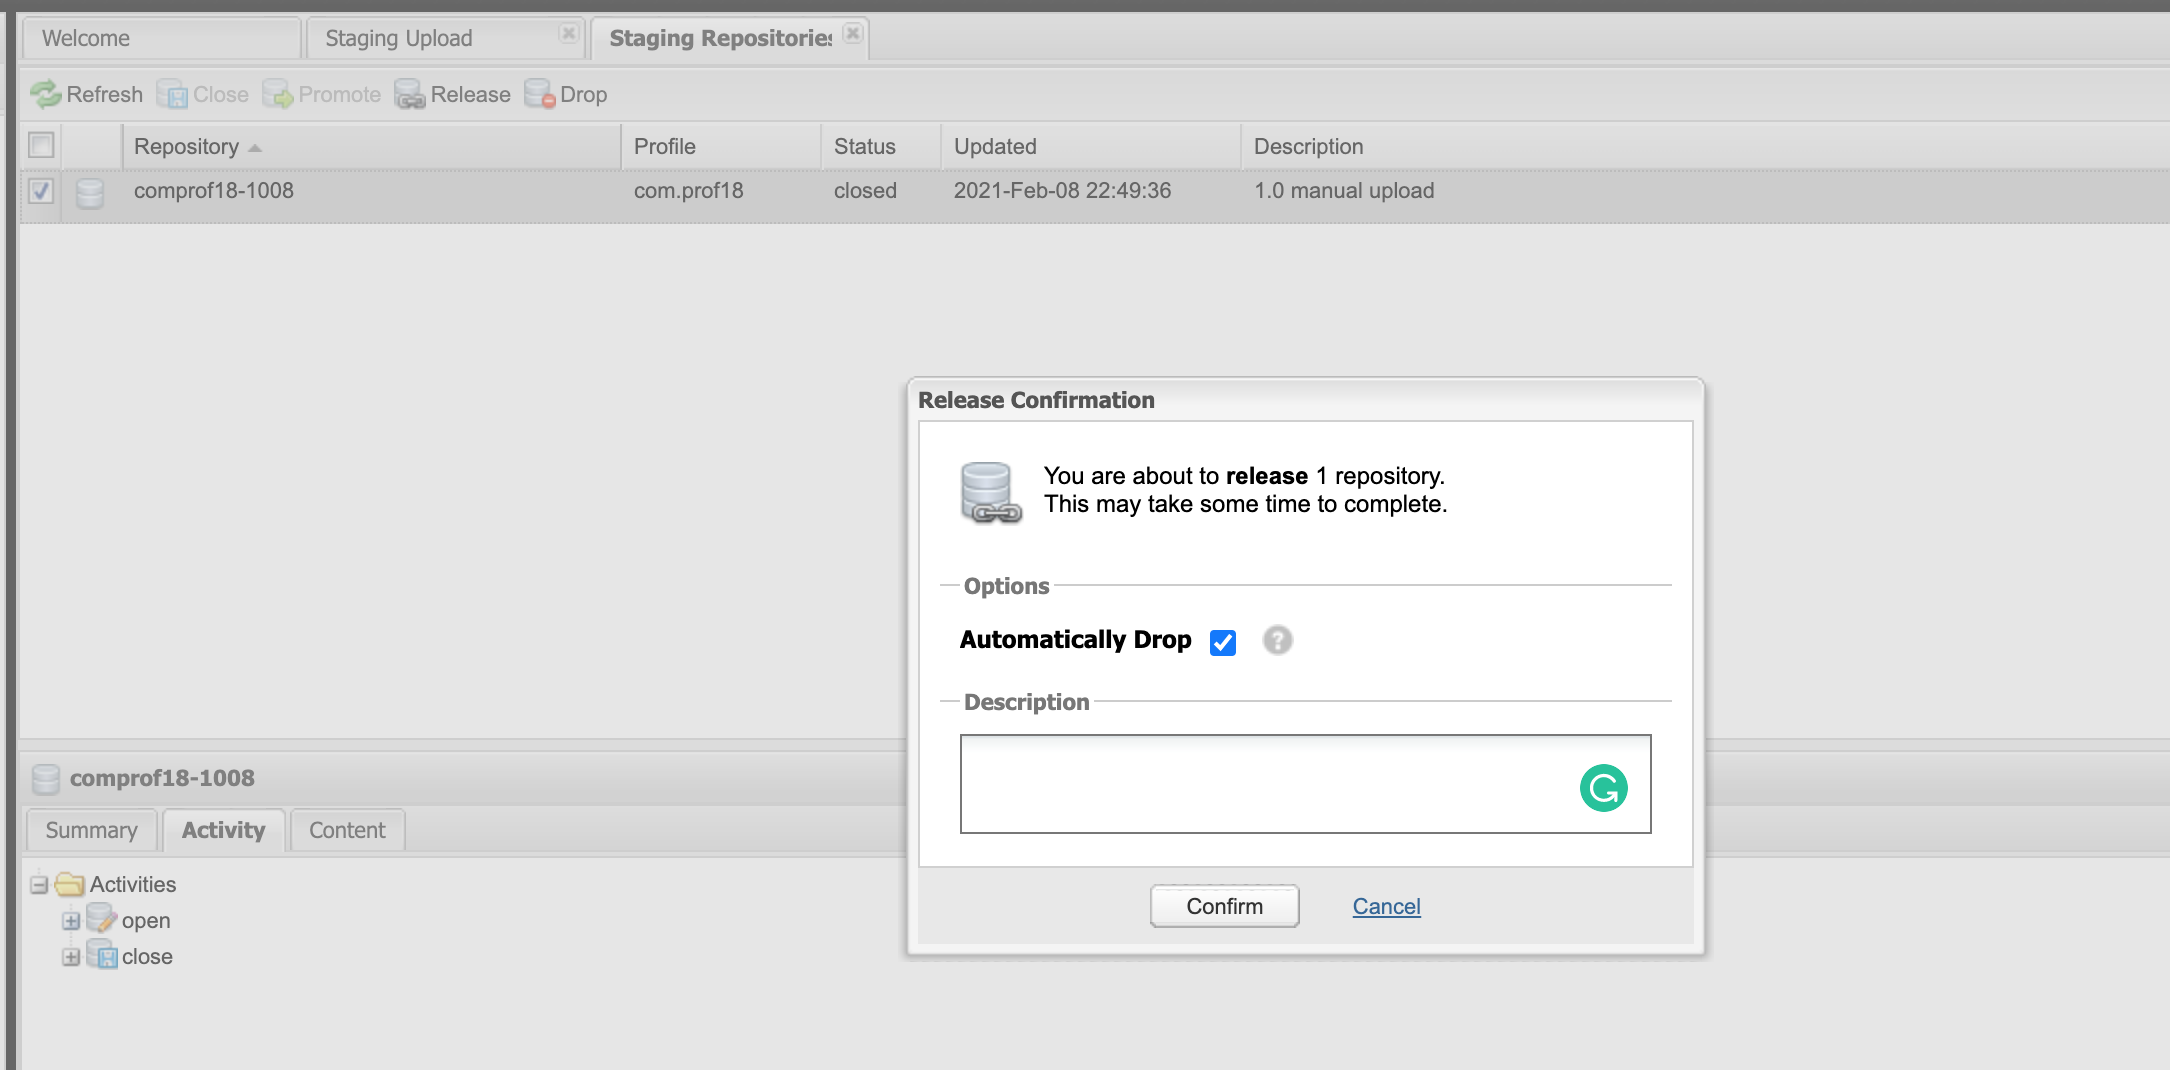 Welcome
Staging Upload
Staging Repositories
Refresh Close Promote Release Drop
Repository Profile Status Updated Description
comprof18-1008 com.prof18 closed 2021-Feb-08 22:49:36 1.0 manual upload
Release Confirmation
You are about to release 1 repository.
This may take some time to complete.
Options
Automatically Drop ?
Description
Confirm Cancel
comprof18-1008
Summary Activity Content
Activities
open
close